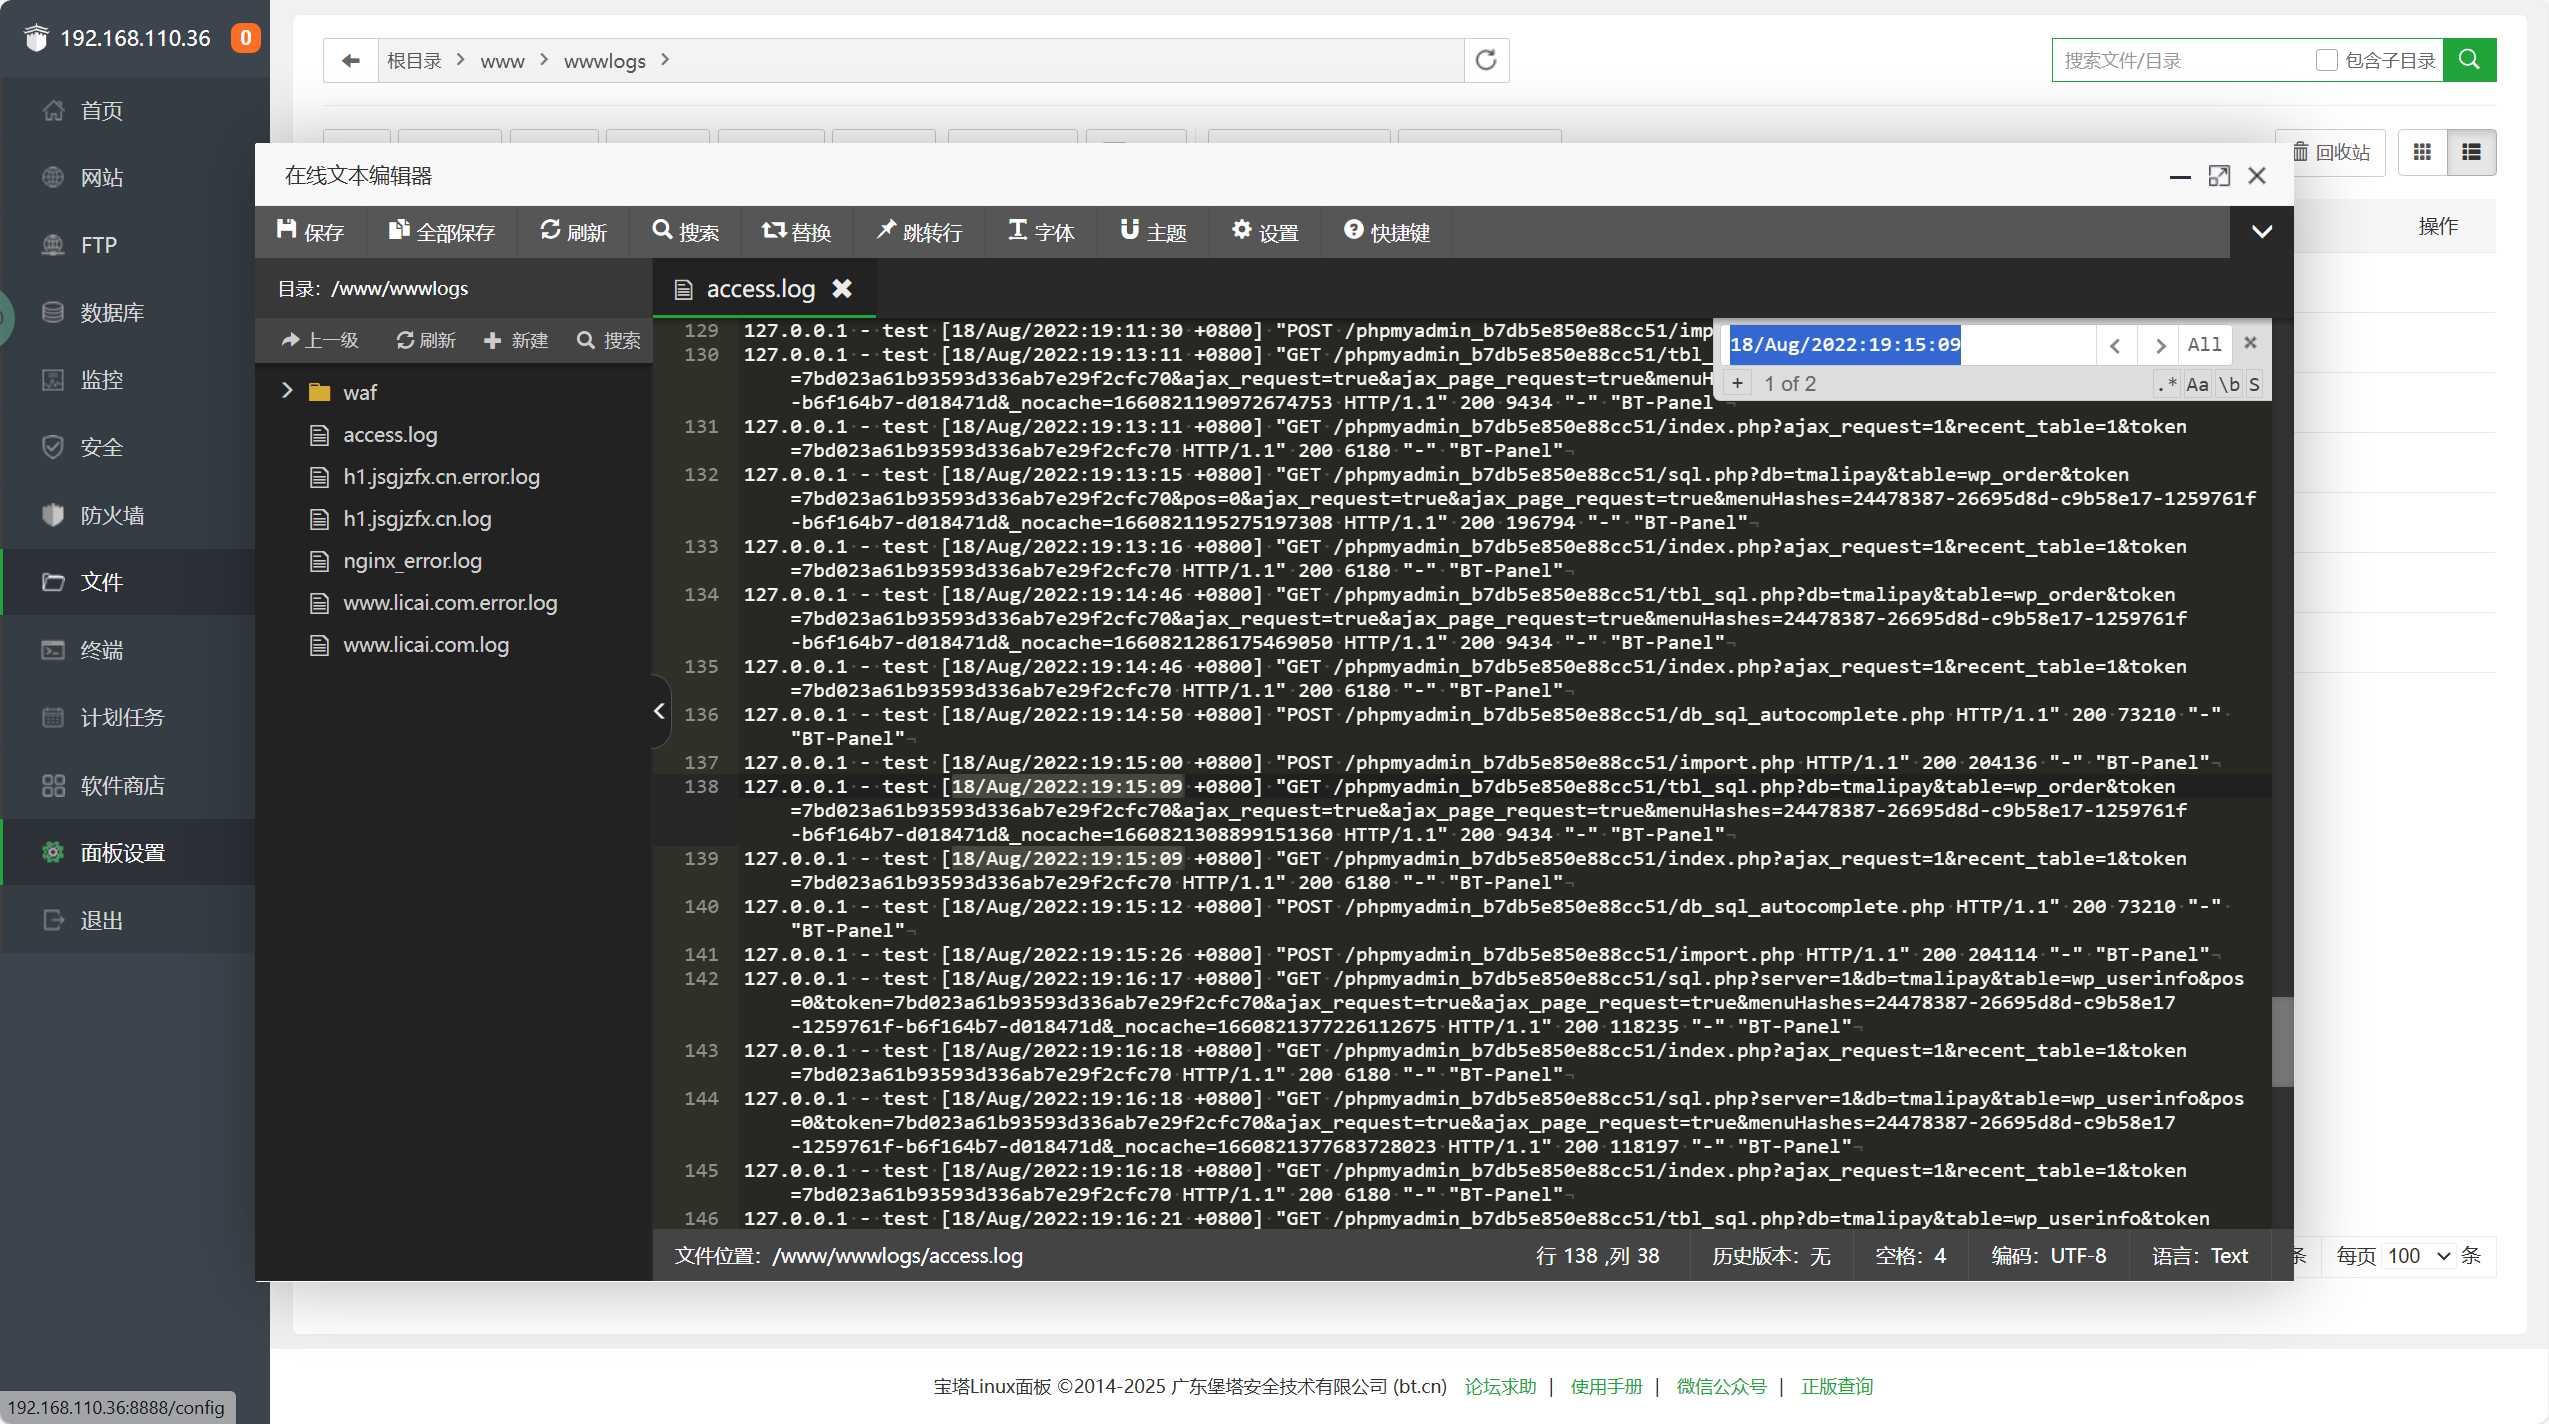 192.168.110.36 0
首页
网站
FTP
数据库
监控
安全
防火墙
文件
终端
计划任务
软件商店
面板设置
退出
192.168.110.36:8888/config
根目录 www wwwlogs
搜索文件/目录 包含子目录
回收站
操作
在线文本编辑器
保存 全部保存 刷新 搜索 替换 跳转行 字体 主题 设置 快捷键
目录：/www/wwwlogs
上一级 刷新 新建 搜索
waf
access.log
h1.jsgjzfx.cn.error.log
h1.jsgjzfx.cn.log
nginx_error.log
www.licai.com.error.log
www.licai.com.log
access.log
18/Aug/2022:19:15:09 All
+ 1 of 2 .* Aa \b S
129 127.0.0.1 - test [18/Aug/2022:19:11:30 +0800] "POST /phpmyadmin_b7db5e850e88cc51/imp
130 127.0.0.1 - test [18/Aug/2022:19:13:11 +0800] "GET /phpmyadmin_b7db5e850e88cc51/tbl_
=7bd023a61b93593d336ab7e29f2cfc70&ajax_request=true&ajax_page_request=true&menuH
-b6f164b7-d018471d&_nocache=1660821190972674753 HTTP/1.1" 200 9434 "-" "BT-Panel"
131 127.0.0.1 - test [18/Aug/2022:19:13:11 +0800] "GET /phpmyadmin_b7db5e850e88cc51/index.php?ajax_request=1&recent_table=1&token
=7bd023a61b93593d336ab7e29f2cfc70 HTTP/1.1" 200 6180 "-" "BT-Panel"
132 127.0.0.1 - test [18/Aug/2022:19:13:15 +0800] "GET /phpmyadmin_b7db5e850e88cc51/sql.php?db=tmalipay&table=wp_order&token
=7bd023a61b93593d336ab7e29f2cfc70&pos=0&ajax_request=true&ajax_page_request=true&menuHashes=24478387-26695d8d-c9b58e17-1259761f
-b6f164b7-d018471d&_nocache=1660821195275197308 HTTP/1.1" 200 196794 "-" "BT-Panel"
133 127.0.0.1 - test [18/Aug/2022:19:13:16 +0800] "GET /phpmyadmin_b7db5e850e88cc51/index.php?ajax_request=1&recent_table=1&token
=7bd023a61b93593d336ab7e29f2cfc70 HTTP/1.1" 200 6180 "-" "BT-Panel"
134 127.0.0.1 - test [18/Aug/2022:19:14:46 +0800] "GET /phpmyadmin_b7db5e850e88cc51/tbl_sql.php?db=tmalipay&table=wp_order&token
=7bd023a61b93593d336ab7e29f2cfc70&ajax_request=true&ajax_page_request=true&menuHashes=24478387-26695d8d-c9b58e17-1259761f
-b6f164b7-d018471d&_nocache=1660821286175469050 HTTP/1.1" 200 9434 "-" "BT-Panel"
135 127.0.0.1 - test [18/Aug/2022:19:14:46 +0800] "GET /phpmyadmin_b7db5e850e88cc51/index.php?ajax_request=1&recent_table=1&token
=7bd023a61b93593d336ab7e29f2cfc70 HTTP/1.1" 200 6180 "-" "BT-Panel"
136 127.0.0.1 - test [18/Aug/2022:19:14:50 +0800] "POST /phpmyadmin_b7db5e850e88cc51/db_sql_autocomplete.php HTTP/1.1" 200 73210 "-"
"BT-Panel"
137 127.0.0.1 - test [18/Aug/2022:19:15:00 +0800] "POST /phpmyadmin_b7db5e850e88cc51/import.php HTTP/1.1" 200 204136 "-" "BT-Panel"
138 127.0.0.1 - test [18/Aug/2022:19:15:09 +0800] "GET /phpmyadmin_b7db5e850e88cc51/tbl_sql.php?db=tmalipay&table=wp_order&token
=7bd023a61b93593d336ab7e29f2cfc70&ajax_request=true&ajax_page_request=true&menuHashes=24478387-26695d8d-c9b58e17-1259761f
-b6f164b7-d018471d&_nocache=1660821308899151360 HTTP/1.1" 200 9434 "-" "BT-Panel"
139 127.0.0.1 - test [18/Aug/2022:19:15:09 +0800] "GET /phpmyadmin_b7db5e850e88cc51/index.php?ajax_request=1&recent_table=1&token
=7bd023a61b93593d336ab7e29f2cfc70 HTTP/1.1" 200 6180 "-" "BT-Panel"
140 127.0.0.1 - test [18/Aug/2022:19:15:12 +0800] "POST /phpmyadmin_b7db5e850e88cc51/db_sql_autocomplete.php HTTP/1.1" 200 73210 "-"
"BT-Panel"
141 127.0.0.1 - test [18/Aug/2022:19:15:26 +0800] "POST /phpmyadmin_b7db5e850e88cc51/import.php HTTP/1.1" 200 204114 "-" "BT-Panel"
142 127.0.0.1 - test [18/Aug/2022:19:16:17 +0800] "GET /phpmyadmin_b7db5e850e88cc51/sql.php?server=1&db=tmalipay&table=wp_userinfo&pos
=0&token=7bd023a61b93593d336ab7e29f2cfc70&ajax_request=true&ajax_page_request=true&menuHashes=24478387-26695d8d-c9b58e17
-1259761f-b6f164b7-d018471d&_nocache=1660821377226112675 HTTP/1.1" 200 118235 "-" "BT-Panel"
143 127.0.0.1 - test [18/Aug/2022:19:16:18 +0800] "GET /phpmyadmin_b7db5e850e88cc51/index.php?ajax_request=1&recent_table=1&token
=7bd023a61b93593d336ab7e29f2cfc70 HTTP/1.1" 200 6180 "-" "BT-Panel"
144 127.0.0.1 - test [18/Aug/2022:19:16:18 +0800] "GET /phpmyadmin_b7db5e850e88cc51/sql.php?server=1&db=tmalipay&table=wp_userinfo&pos
=0&token=7bd023a61b93593d336ab7e29f2cfc70&ajax_request=true&ajax_page_request=true&menuHashes=24478387-26695d8d-c9b58e17
-1259761f-b6f164b7-d018471d&_nocache=1660821377683728023 HTTP/1.1" 200 118197 "-" "BT-Panel"
145 127.0.0.1 - test [18/Aug/2022:19:16:18 +0800] "GET /phpmyadmin_b7db5e850e88cc51/index.php?ajax_request=1&recent_table=1&token
=7bd023a61b93593d336ab7e29f2cfc70 HTTP/1.1" 200 6180 "-" "BT-Panel"
146 127.0.0.1 - test [18/Aug/2022:19:16:21 +0800] "GET /phpmyadmin_b7db5e850e88cc51/tbl_sql.php?db=tmalipay&table=wp_userinfo&token
文件位置：/www/wwwlogs/access.log 行 138 ,列 38 历史版本：无 空格：4 编码：UTF-8 语言：Text
条 每页 100 条
宝塔Linux面板 ©2014-2025 广东堡塔安全技术有限公司 (bt.cn) 论坛求助 | 使用手册 | 微信公众号 | 正版查询